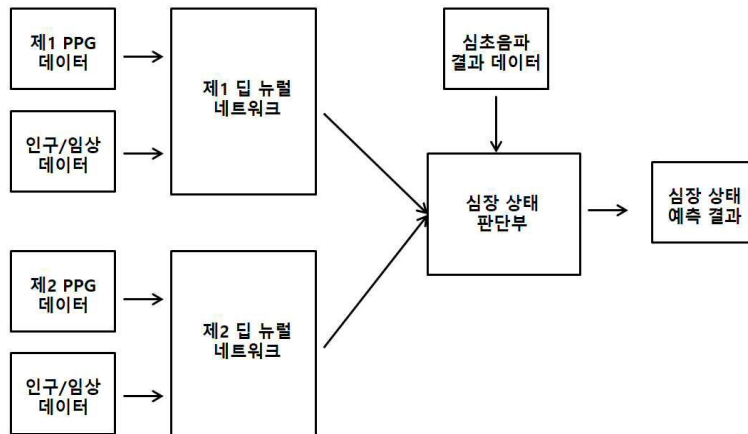 제1 PPG
데이터
인구/임상
데이터
제1 딥 뉴럴
네트워크
심초음파
결과 데이터
심장 상태
판단부
심장 상태
예측 결과
제2 PPG
데이터
인구/임상
데이터
제2 딥 뉴럴
네트워크